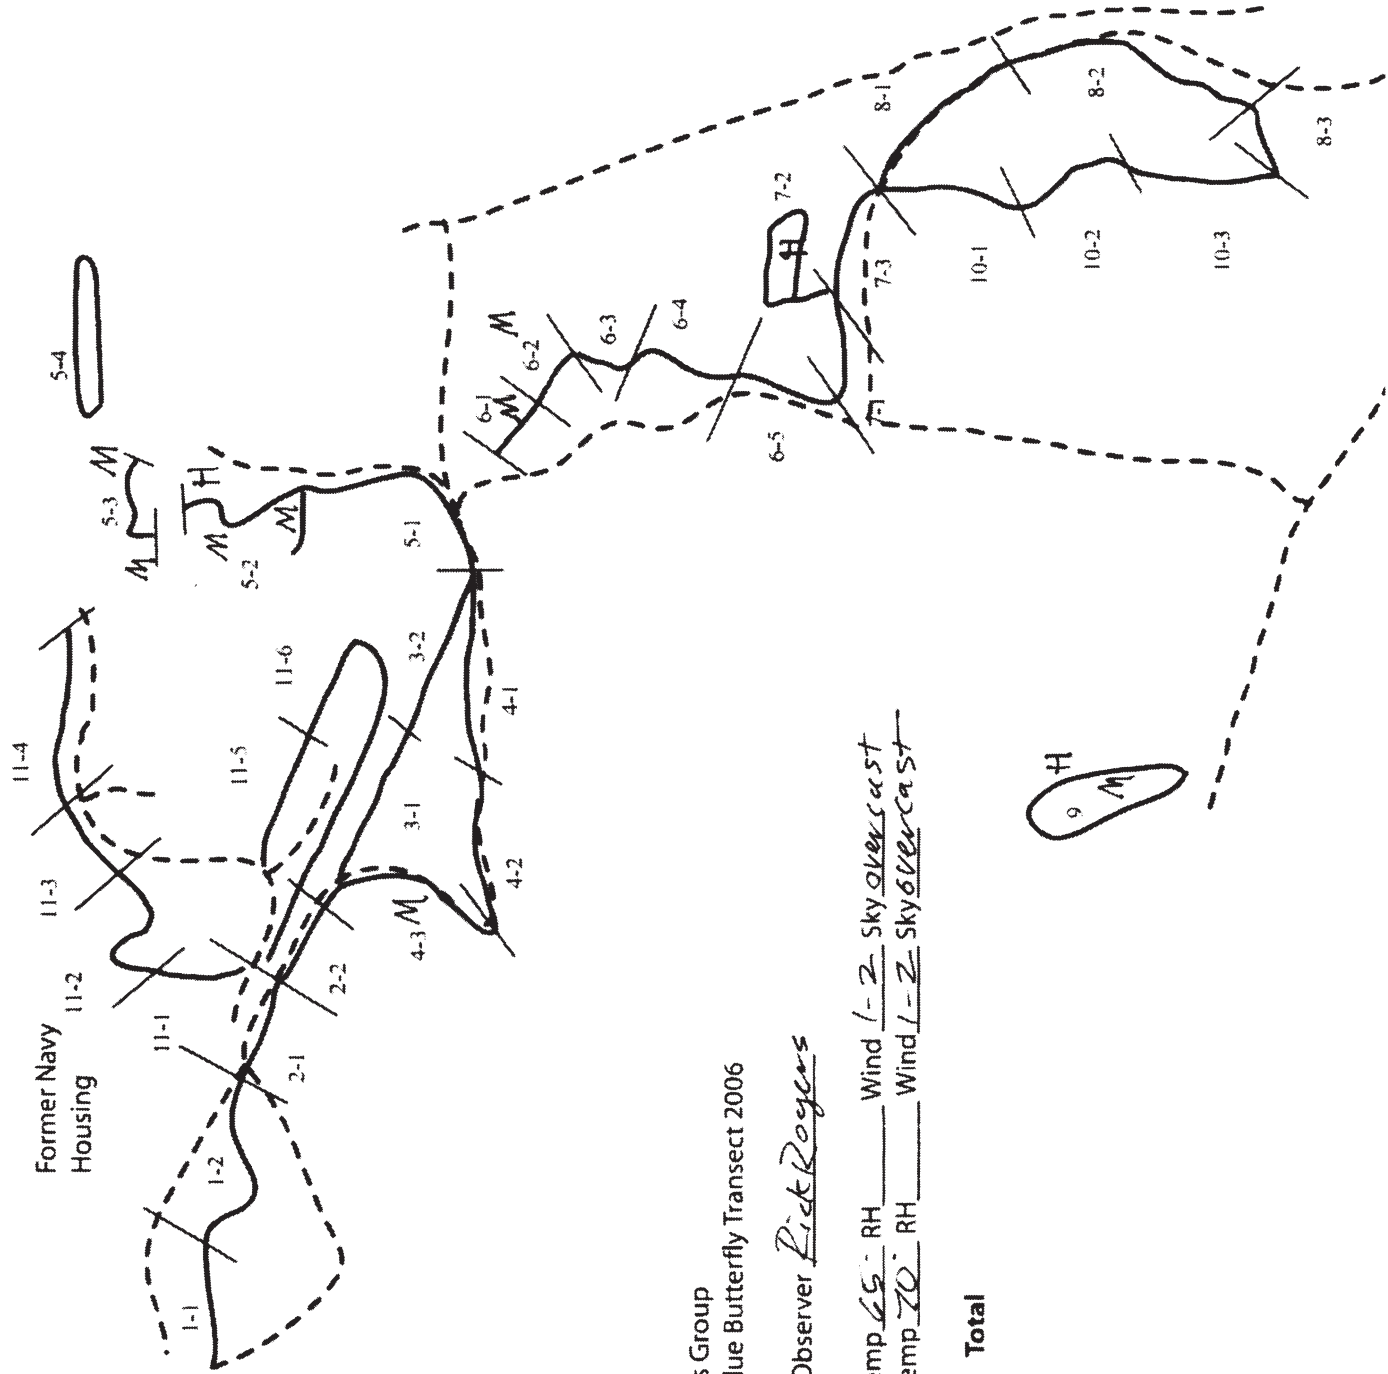 Former Navy
Housing
1-1
1-2
2-1
2-2
11-1
11-2
11-3
11-4
11-5
11-6
3-1
3-2
4-1
4-2
4-3
M
5-1
5-2
M
M
H
5-3
M
M
5-4
6-1
M
6-2
M
6-3
6-4
6-5
7-1
7-2
H
7-3
8-1
8-2
8-3
10-1
10-2
10-3
9
M
H
s Group
lue Butterfly Transect 2006
Observer Rick Rogers
emp 65° RH Wind 1-2 Sky overcast
emp 70° RH Wind 1-2 Sky overcast
Total